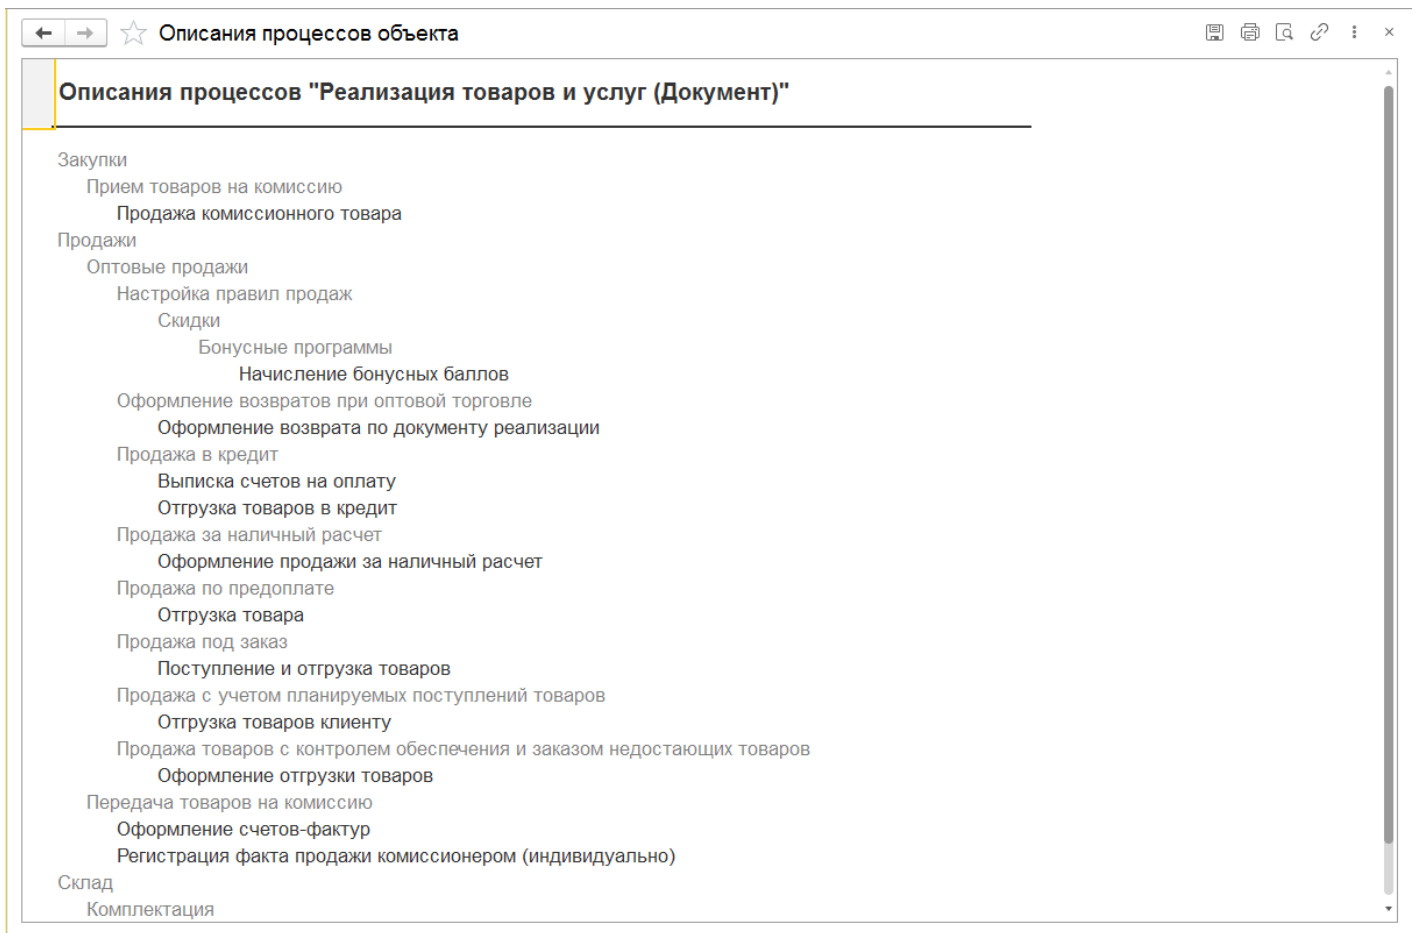 Описания процессов объекта
Описания процессов "Реализация товаров и услуг (Документ)"
Закупки
Прием товаров на комиссию
Продажа комиссионного товара
Продажи
Оптовые продажи
Настройка правил продаж
Скидки
Бонусные программы
Начисление бонусных баллов
Оформление возвратов при оптовой торговле
Оформление возврата по документу реализации
Продажа в кредит
Выписка счетов на оплату
Отгрузка товаров в кредит
Продажа за наличный расчет
Оформление продажи за наличный расчет
Продажа по предоплате
Отгрузка товара
Продажа под заказ
Поступление и отгрузка товаров
Продажа с учетом планируемых поступлений товаров
Отгрузка товаров клиенту
Продажа товаров с контролем обеспечения и заказом недостающих товаров
Оформление отгрузки товаров
Передача товаров на комиссию
Оформление счетов-фактур
Регистрация факта продажи комиссионером (индивидуально)
Склад
Комплектация